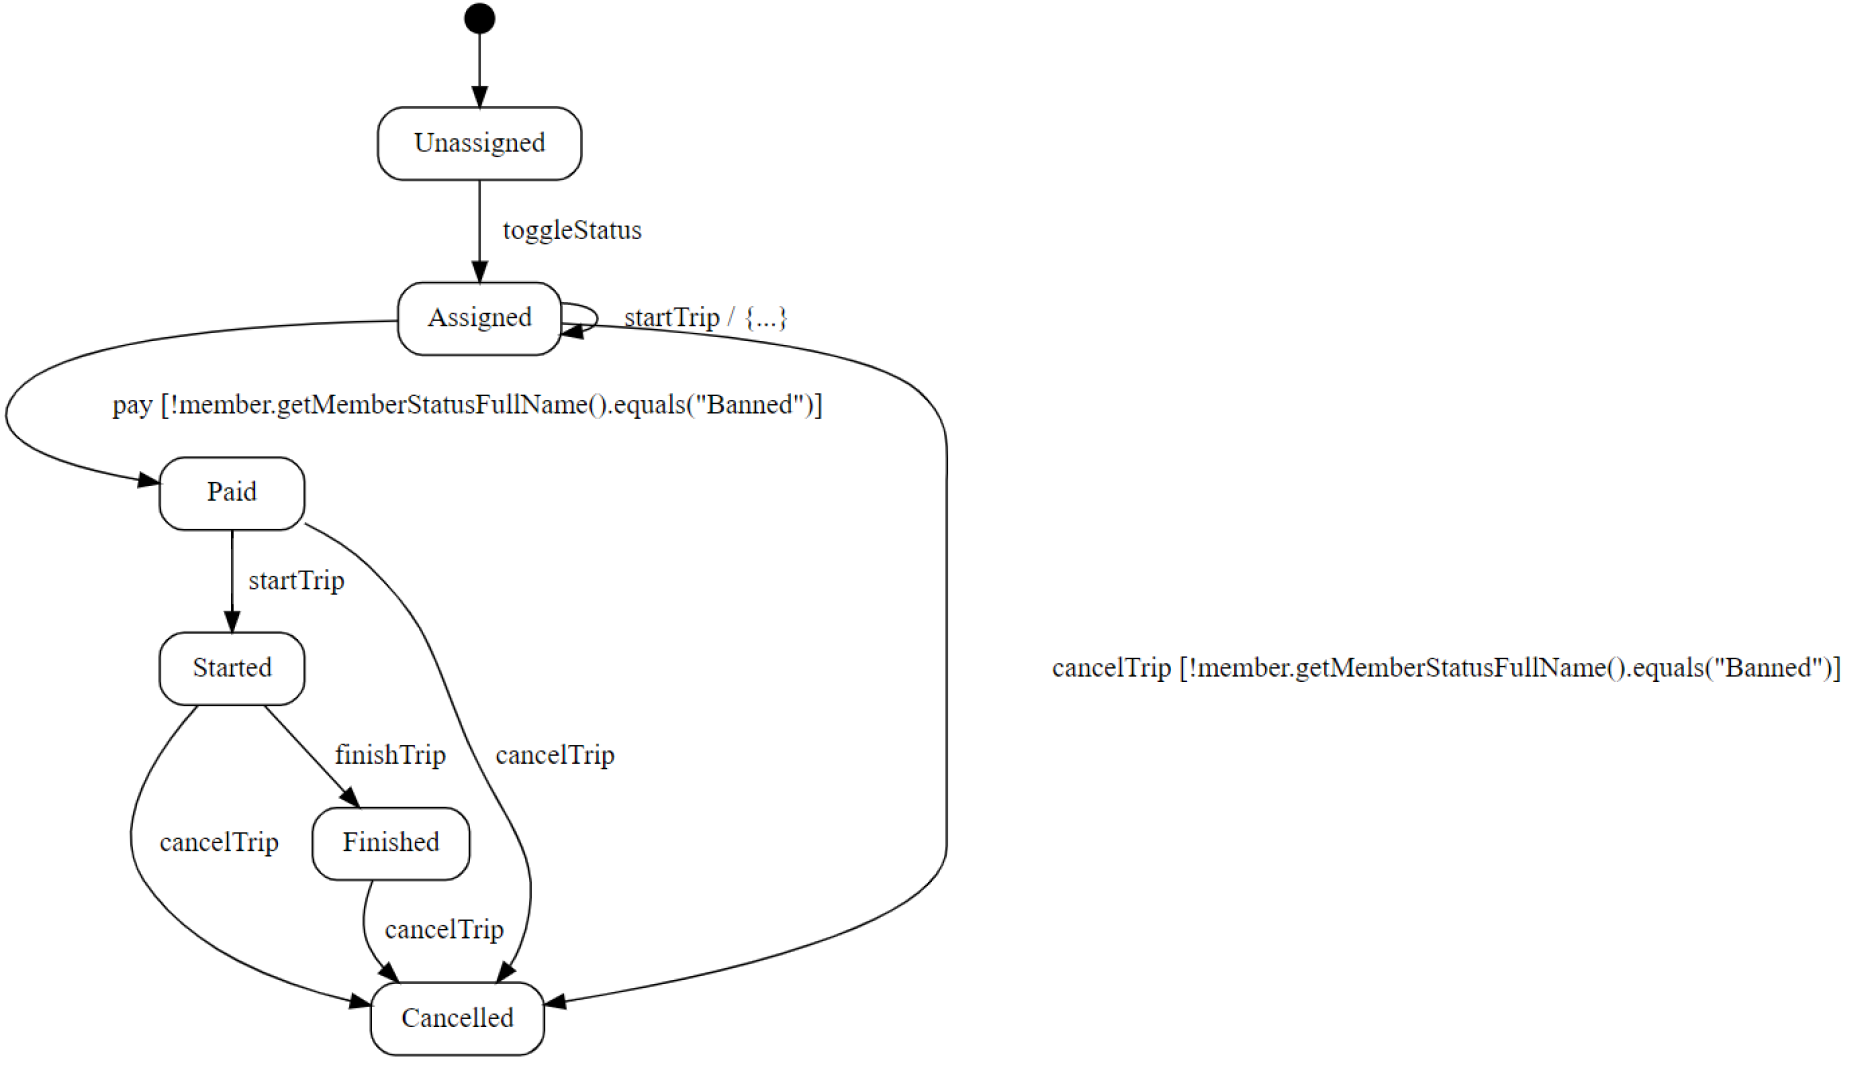 Unassigned
toggleStatus
Assigned
startTrip / {...}
pay [!member.getMemberStatusFullName().equals("Banned")]
Paid
startTrip
Started
cancelTrip [!member.getMemberStatusFullName().equals("Banned")]
finishTrip
cancelTrip
cancelTrip
Finished
cancelTrip
Cancelled